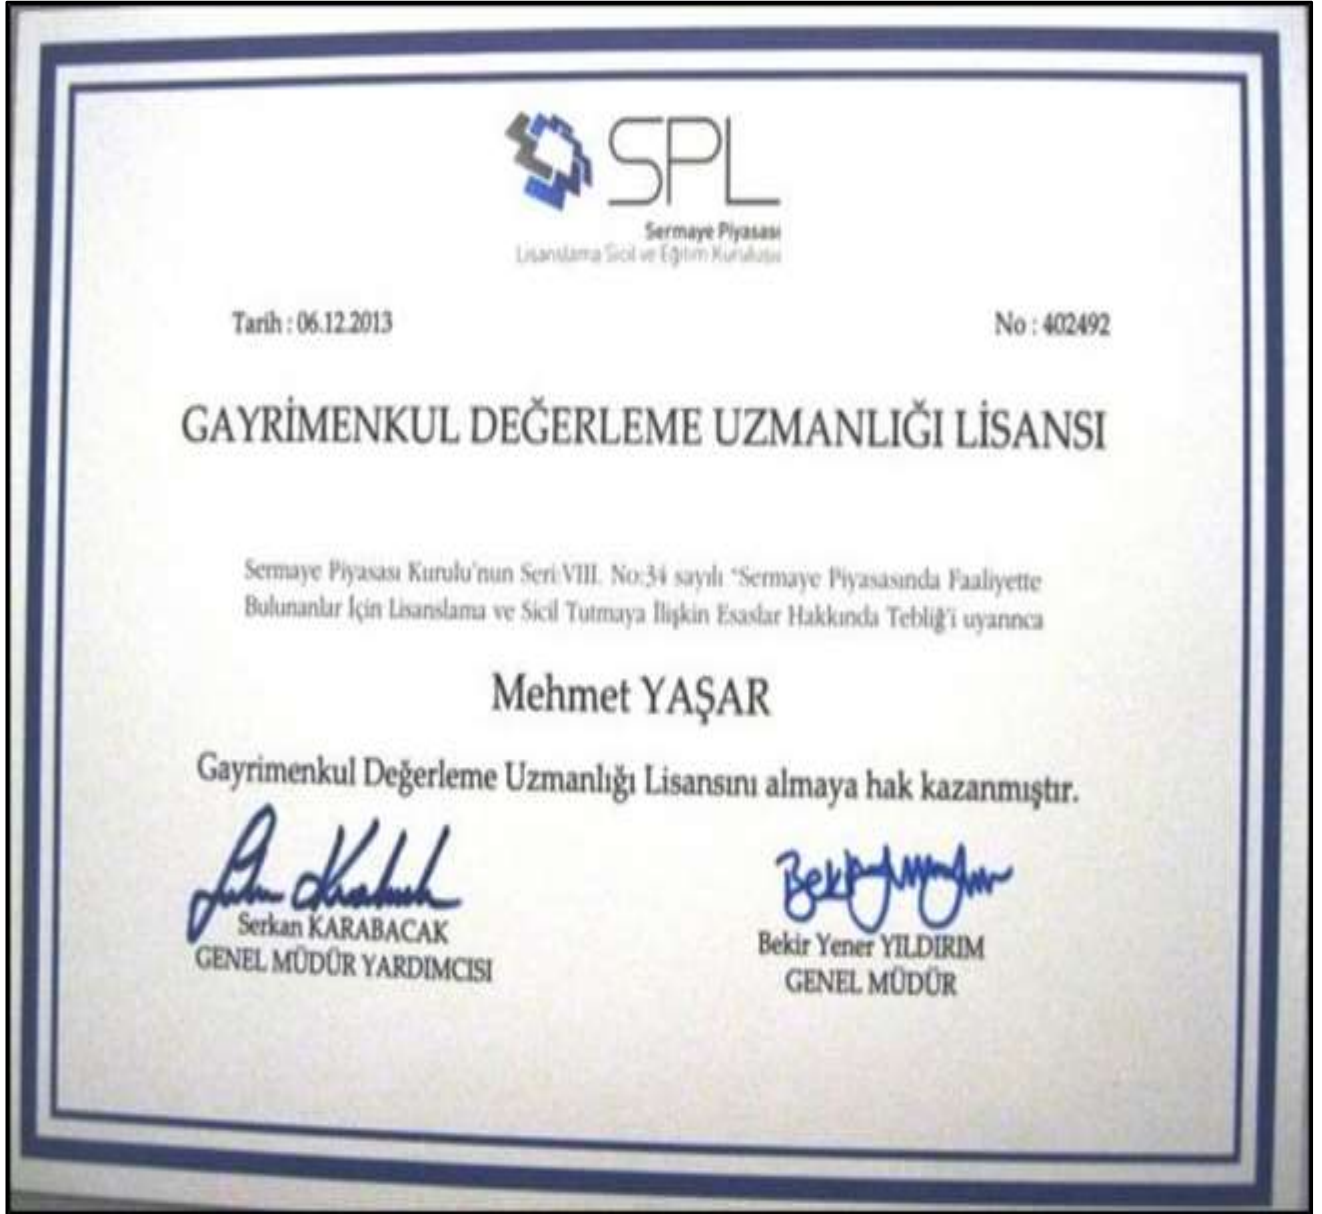 SPL
Sermaye Piyasası
Lisanslama Sicil ve Eğitim Kuruluşu
Tarih : 06.12.2013
No : 402492
GAYRİMENKUL DEĞERLEME UZMANLIĞI LİSANSI
Sermaye Piyasası Kurulu'nun Seri:VIII, No:34 sayılı "Sermaye Piyasasında Faaliyette
Bulunanlar İçin Lisanslama ve Sicil Tutmaya İlişkin Esaslar Hakkında Tebliğ'i uyarınca
Mehmet YAŞAR
Gayrimenkul Değerleme Uzmanlığı Lisansını almaya hak kazanmıştır.
Serkan KARABACAK
GENEL MÜDÜR YARDIMCISI
Bekir Yener YILDIRIM
GENEL MÜDÜR